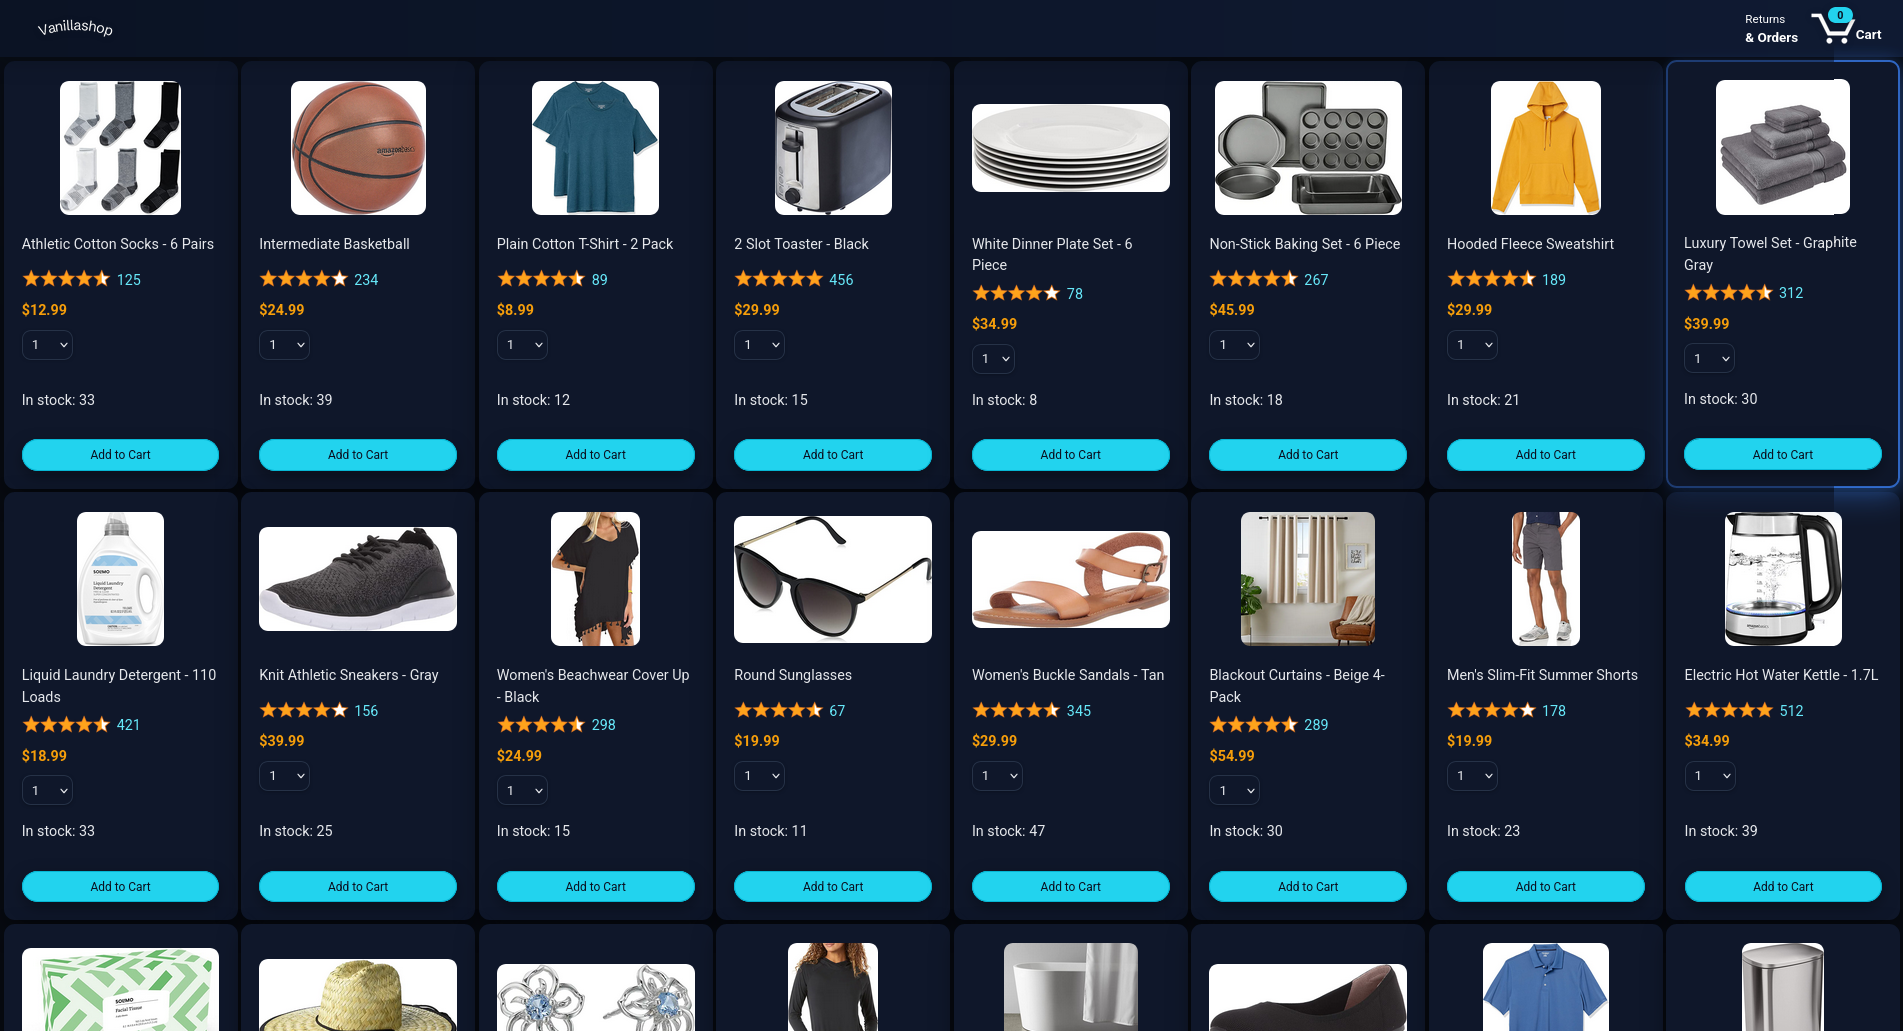 Vanillashop
Returns
& Orders
0
Cart
amazonbasics
Athletic Cotton Socks - 6 Pairs
125
$12.99
1
In stock: 33
Add to Cart
Intermediate Basketball
234
$24.99
1
In stock: 39
Add to Cart
Plain Cotton T-Shirt - 2 Pack
89
$8.99
1
In stock: 12
Add to Cart
2 Slot Toaster - Black
456
$29.99
1
In stock: 15
Add to Cart
White Dinner Plate Set - 6
Piece
78
$34.99
1
In stock: 8
Add to Cart
Non-Stick Baking Set - 6 Piece
267
$45.99
1
In stock: 18
Add to Cart
Hooded Fleece Sweatshirt
189
$29.99
1
In stock: 21
Add to Cart
Luxury Towel Set - Graphite
Gray
312
$39.99
1
In stock: 30
Add to Cart
SOLIMO
Liquid Laundry
Detergent
Liquid Laundry Detergent - 110
Loads
421
$18.99
1
In stock: 33
Add to Cart
Knit Athletic Sneakers - Gray
156
$39.99
1
In stock: 25
Add to Cart
Women's Beachwear Cover Up
- Black
298
$24.99
1
In stock: 15
Add to Cart
Round Sunglasses
67
$19.99
1
In stock: 11
Add to Cart
Women's Buckle Sandals - Tan
345
$29.99
1
In stock: 47
Add to Cart
Blackout Curtains - Beige 4-
Pack
289
$54.99
1
In stock: 30
Add to Cart
Men's Slim-Fit Summer Shorts
178
$19.99
1
In stock: 23
Add to Cart
amazonbasics
Electric Hot Water Kettle - 1.7L
512
$34.99
1
In stock: 39
Add to Cart
SOLIMO
Facial Tissue